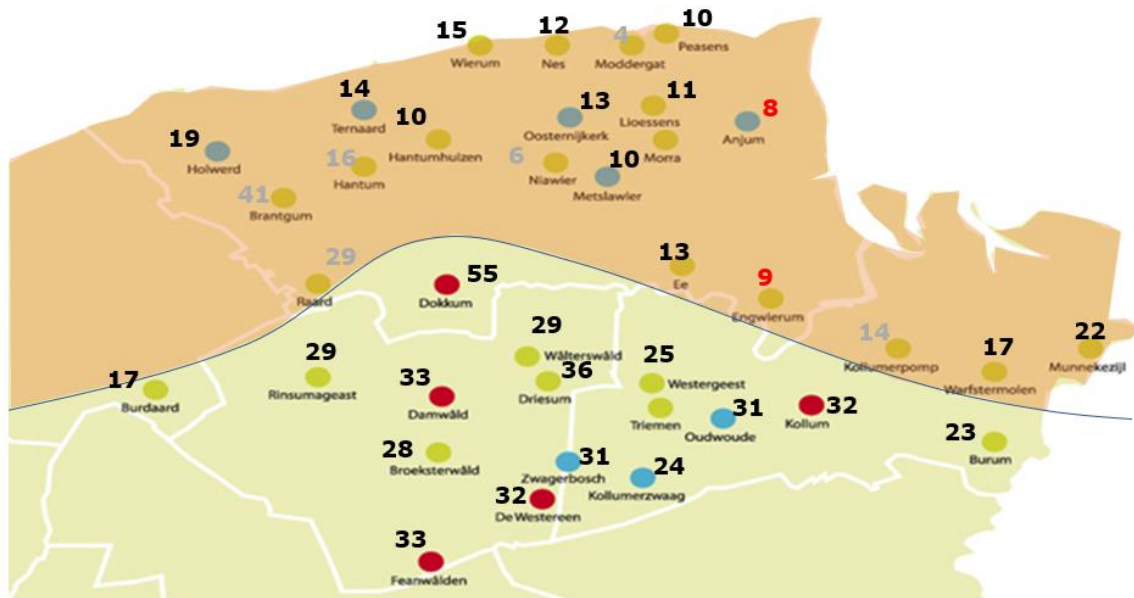 10
15
12
4
Peasens
Wierum
Nes
Moddergat
14
11
13
8
Ternaard
10
Lioessens
Oosternijkerk
Anjum
19
Hantumhuizen
Morra
Holwerd
16
6
10
Hantum
Niawier
Metslawier
41
Brantgum
29
13
55
Ee
9
Raard
Dokkum
Engwierum
29
14
22
29
Wâlterswâld
25
17
Kollumerpomp
Munnekezijl
17
33
36
Westergeest
Rinsumageast
Driesum
Warfstermolen
Burdaard
31
32
Damwâld
Triemen
Kollum
Oudwoude
23
28
31
Broeksterwâld
24
Burum
Zwagerbosch
32
Kollumerzwaag
De Westereen
33
Feanwâlden